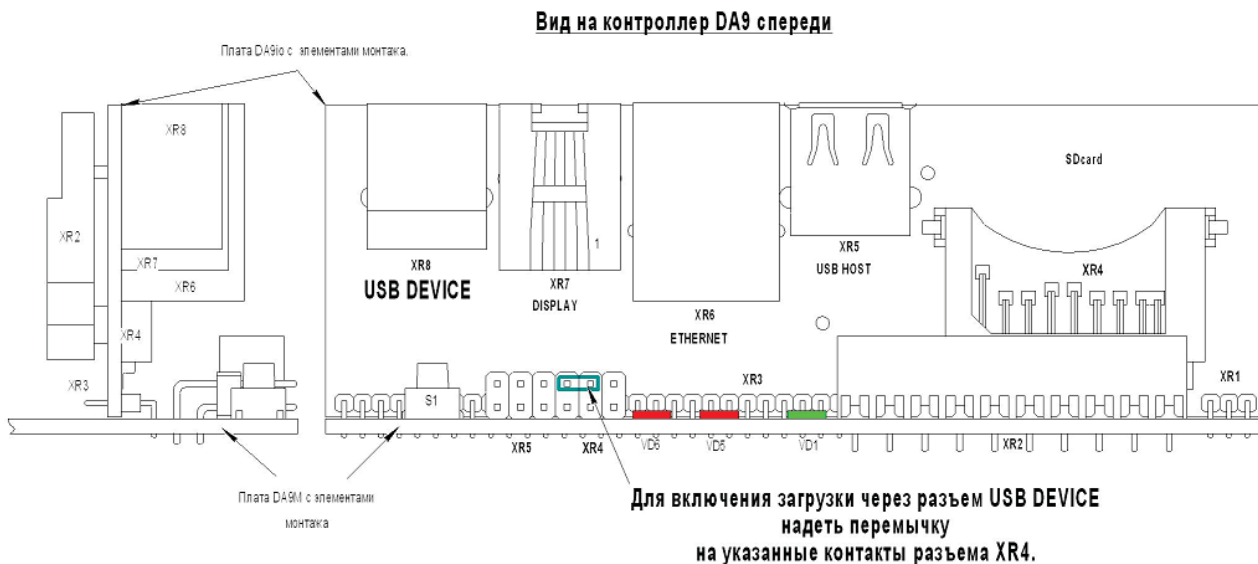 Вид на контроллер DA9 спереди
Плата DA9io с элементами монтажа.
XR8
XR2
XR7
XR6
XR4
XR3
XR8
USB DEVICE
1
XR7
DISPLAY
XR6
ETHERNET
XR5
USB HOST
SDcard
XR4
XR3
XR1
S1
XR5
XR4
VD6
VD5
VD1
XR2
Плата DA9M с элементами
монтажа
Для включения загрузки через разъем USB DEVICE
надеть перемычку
на указанные контакты разъема XR4.